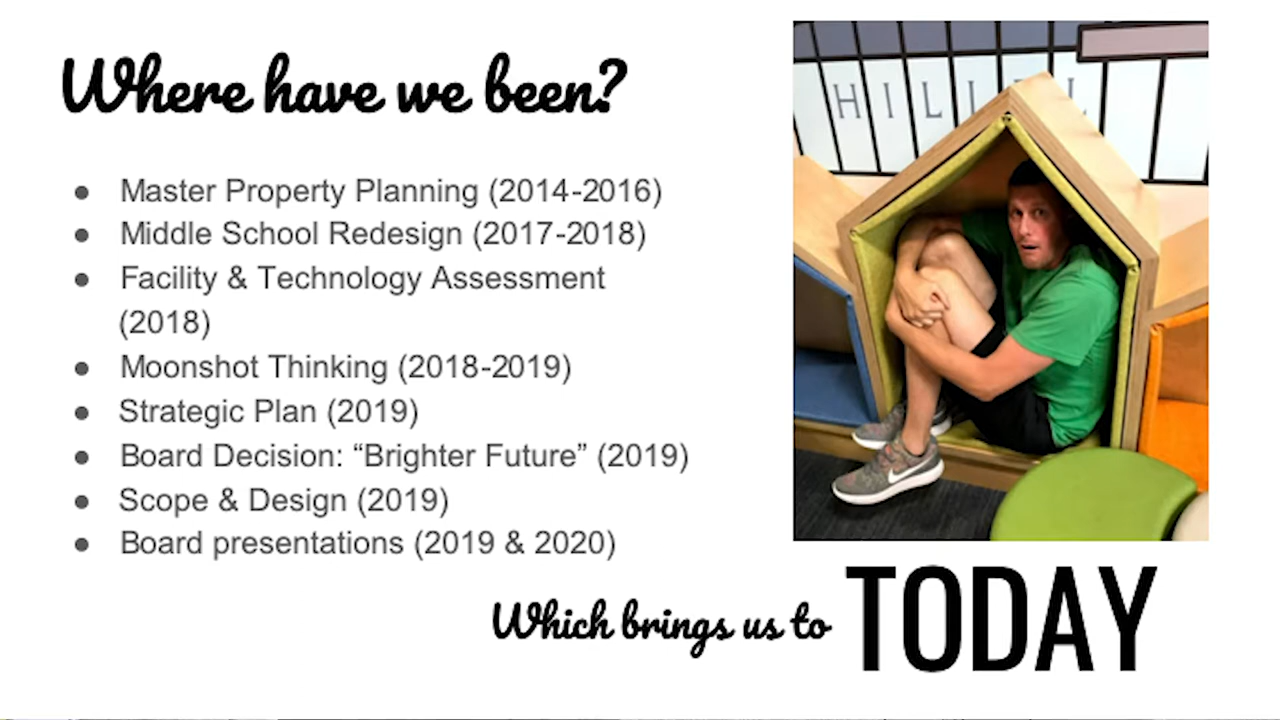 Where have we been?
● Master Property Planning (2014-2016)
● Middle School Redesign (2017-2018)
● Facility & Technology Assessment
(2018)
● Moonshot Thinking (2018-2019)
● Strategic Plan (2019)
● Board Decision: “Brighter Future” (2019)
● Scope & Design (2019)
● Board presentations (2019 & 2020)
Which brings us to TODAY